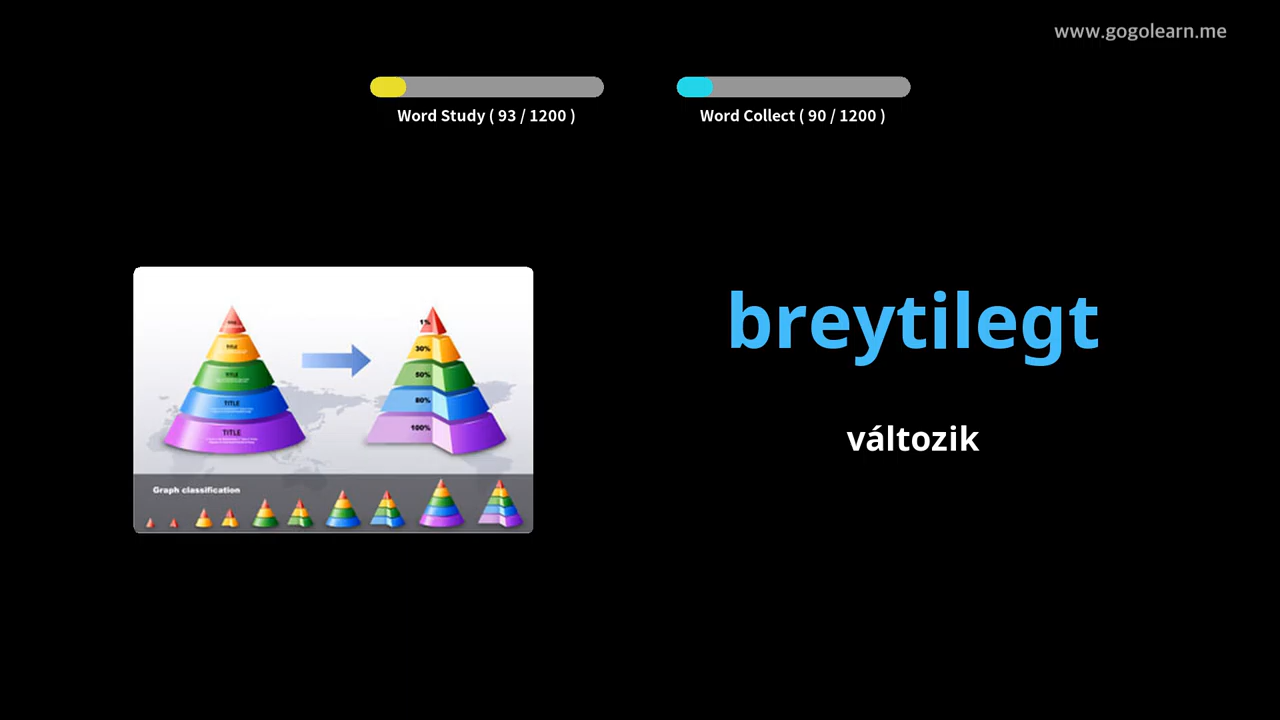 www.gogolearn.me
Word Study ( 93 / 1200 )
Word Collect ( 90 / 1200 )
breytilegt
változik
TITLE
TITLE
TITLE
TITLE
1%
30%
50%
80%
100%
Graph classification